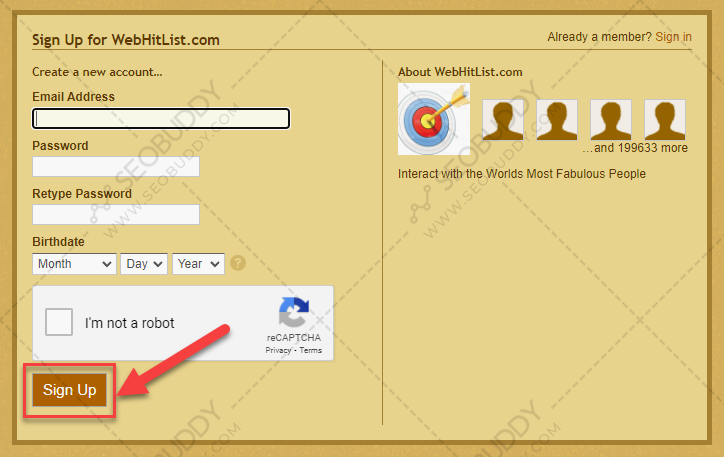 Sign Up for WebHitList.com
Already a member? Sign in
Create a new account...
Email Address
Password
Retype Password
Birthdate
Month Day Year ?
I'm not a robot
reCAPTCHA
Privacy - Terms
Sign Up
About WebHitList.com
...and 199633 more
Interact with the Worlds Most Fabulous People
SEOBUDDY
WWW.SEOBUDDY.COM